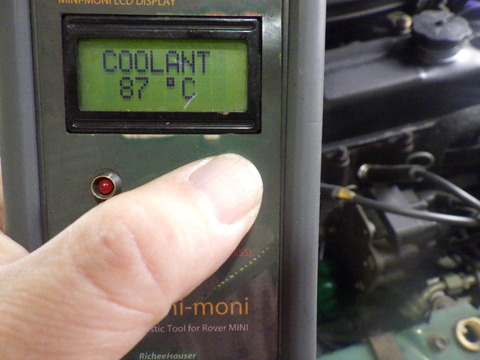 MINI-MONI LCD DISPLAY
COOLANT
87 °C
ni-moni
stic Tool for Rover MINI
RicheeHauser